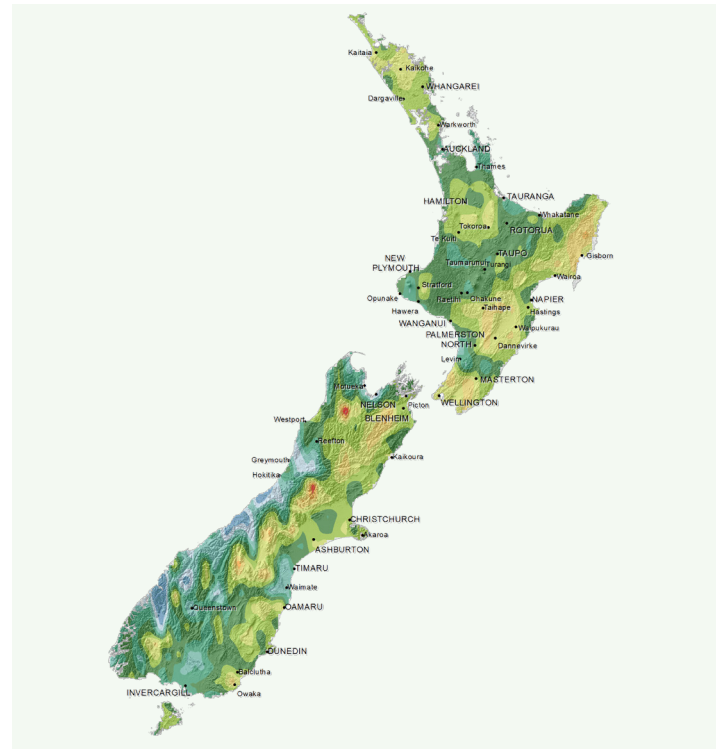 Kaitaia
Kaikohe
WHANGAREI
Dargaville
Warkworth
AUCKLAND
Thames
HAMILTON
TAURANGA
Whakatane
Tokoroa
ROTORUA
Te Kuiti
TAUPO
Gisborn
NEW
PLYMOUTH
Taumarunui
Turangi
Wairoa
Stratford
Opunake
Raetihi
Ohakune
NAPIER
Hawera
Taihape
Hastings
WANGANUI
Waipukurau
PALMERSTON
NORTH
Dannevirke
Levin
MASTERTON
Motueka
NELSON
Picton
WELLINGTON
BLENHEIM
Westport
Reefton
Greymouth
Kaikoura
Hokitika
CHRISTCHURCH
Akaroa
ASHBURTON
TIMARU
Waimate
Queenstown
OAMARU
DUNEDIN
Balclutha
INVERCARGILL
Owaka